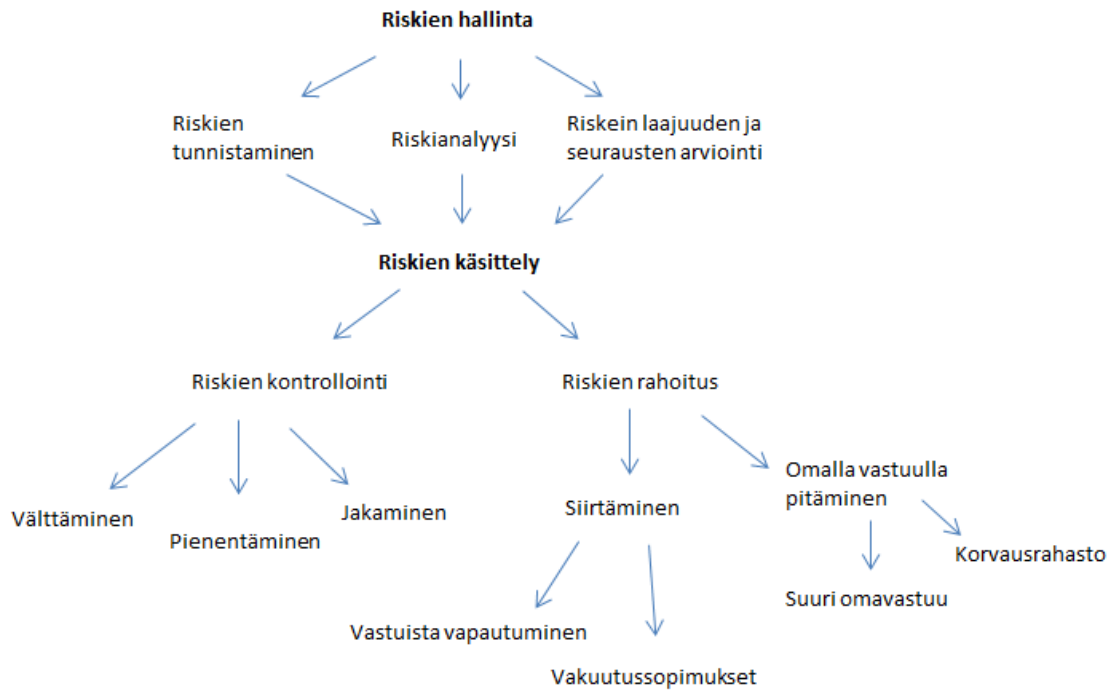 Riskien hallinta
Riskien
tunnistaminen
Riskianalyysi
Riskein laajuuden ja
seurausten arviointi
Riskien käsittely
Riskien kontrollointi
Riskien rahoitus
Välttäminen
Pienentäminen
Jakaminen
Siirtäminen
Omalla vastuulla
pitäminen
Korvausrahasto
Suuri omavastuu
Vastuista vapautuminen
Vakuutussopimukset